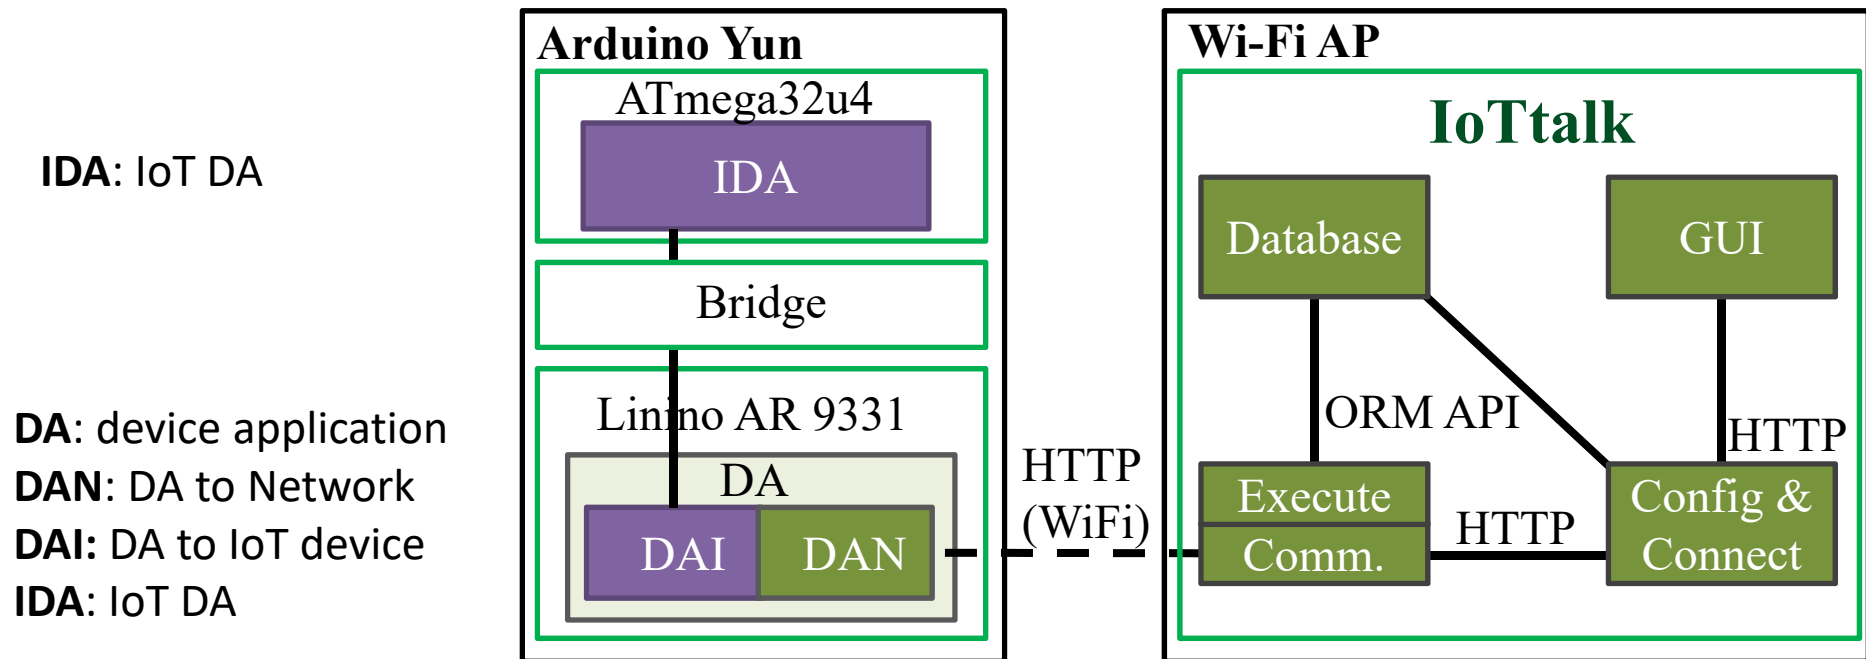 IDA: IoT DA
DA: device application
DAN: DA to Network
DAI: DA to IoT device
IDA: IoT DA
Arduino Yun
ATmega32u4
IDA
Bridge
Linino AR 9331
DA
DAI
DAN
HTTP
(WiFi)
Wi-Fi AP
IoTtalk
Database
GUI
ORM API
HTTP
Execute
Comm.
HTTP
Config &
Connect